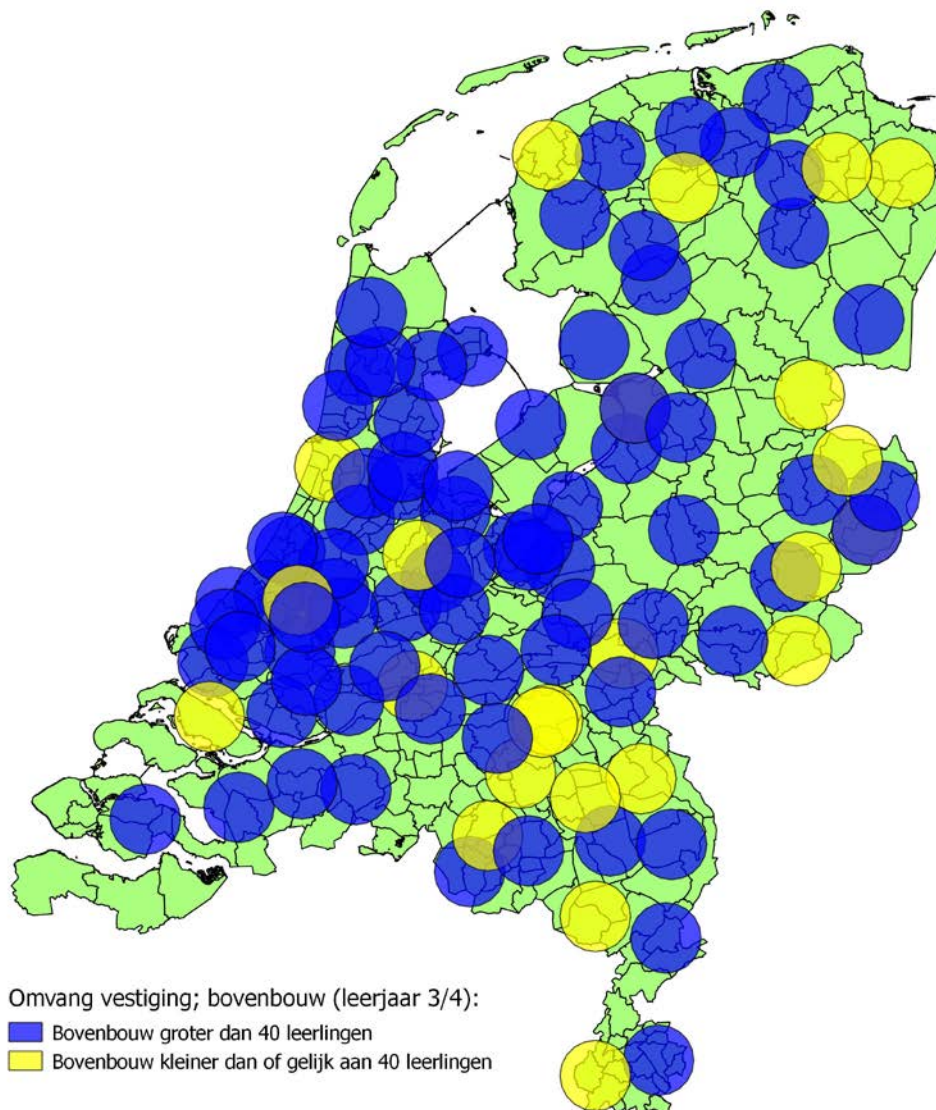 Omvang vestiging; bovenbouw (leerjaar 3/4):
Bovenbouw groter dan 40 leerlingen
Bovenbouw kleiner dan of gelijk aan 40 leerlingen